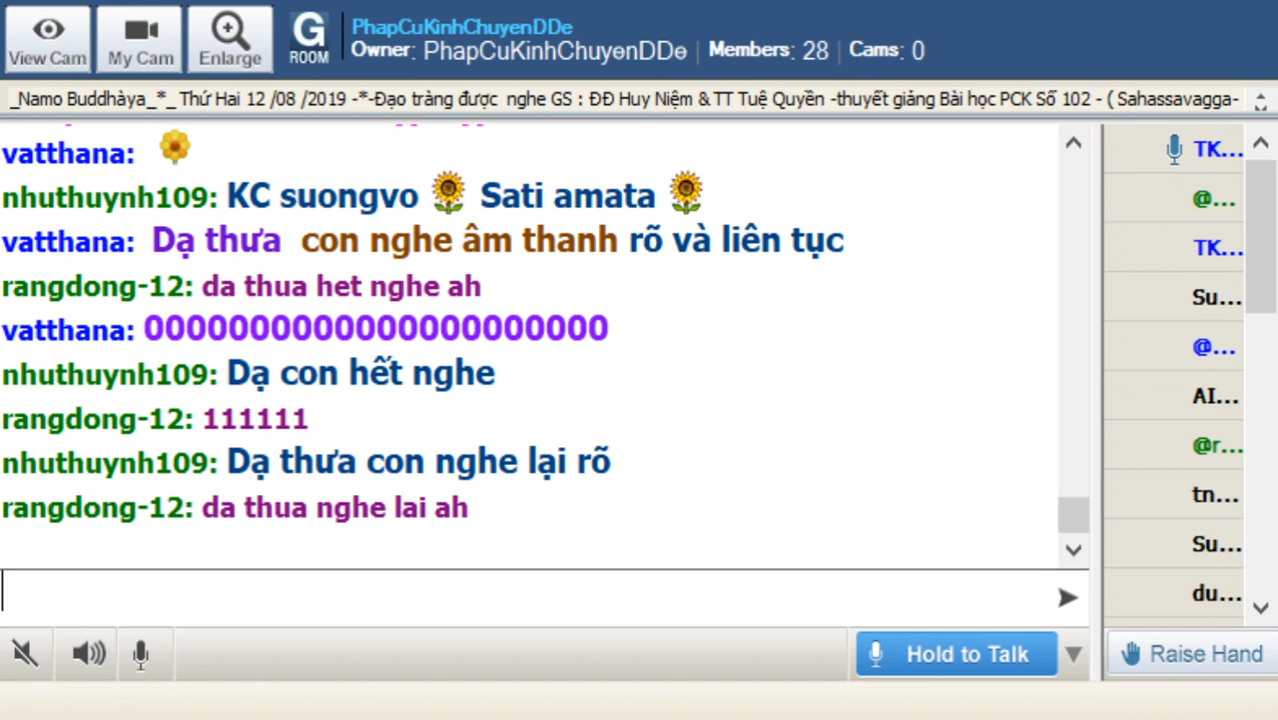 View Cam
My Cam
Enlarge
G ROOM
PhapCuKinhChuyenDDe
Owner: PhapCuKinhChuyenDDe | Members: 28 | Cams: 0
_Namo Buddhàya_*_ Thứ Hai 12 /08 /2019 -*-Đạo tràng được nghe GS : ĐĐ Huy Niệm & TT Tuệ Quyền -thuyết giảng Bài học PCK Số 102 - ( Sahassavagga-
vatthana:
nhuthuynh109: KC suongvo Sati amata
vatthana: Dạ thưa con nghe âm thanh rõ và liên tục
rangdong-12: da thua het nghe ah
vatthana: 0000000000000000000000
nhuthuynh109: Dạ con hết nghe
rangdong-12: 111111
nhuthuynh109: Dạ thưa con nghe lại rõ
rangdong-12: da thua nghe lai ah
TK...
@...
TK...
Su...
@...
AI...
@r...
tn...
Su...
du...
Hold to Talk
Raise Hand